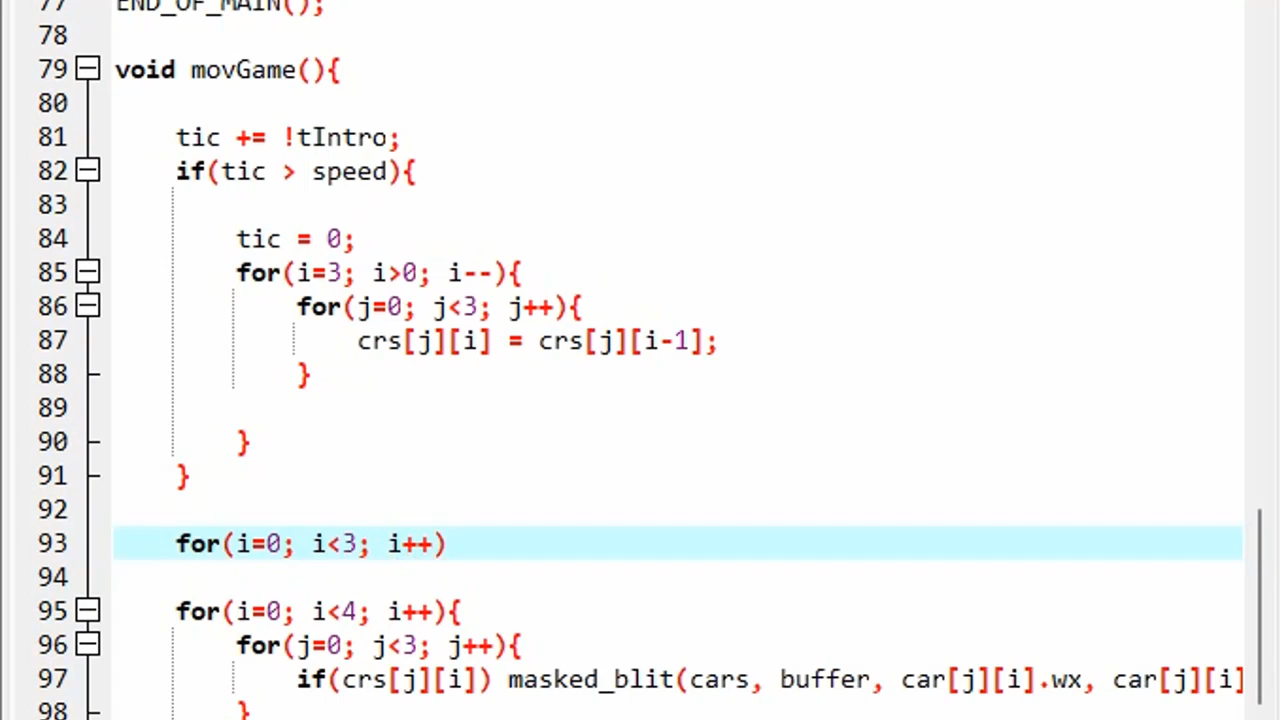 77 END_OF_MAIN();
78
79 void movGame(){
80
81     tic += !tIntro;
82     if(tic > speed){
83
84         tic = 0;
85         for(i=3; i>0; i--){
86             for(j=0; j<3; j++){
87                 crs[j][i] = crs[j][i-1];
88             }
89
90         }
91     }
92
93     for(i=0; i<3; i++)
94
95     for(i=0; i<4; i++){
96         for(j=0; j<3; j++){
97             if(crs[j][i]) masked_blit(cars, buffer, car[j][i].wx, car[j][i]
98         }